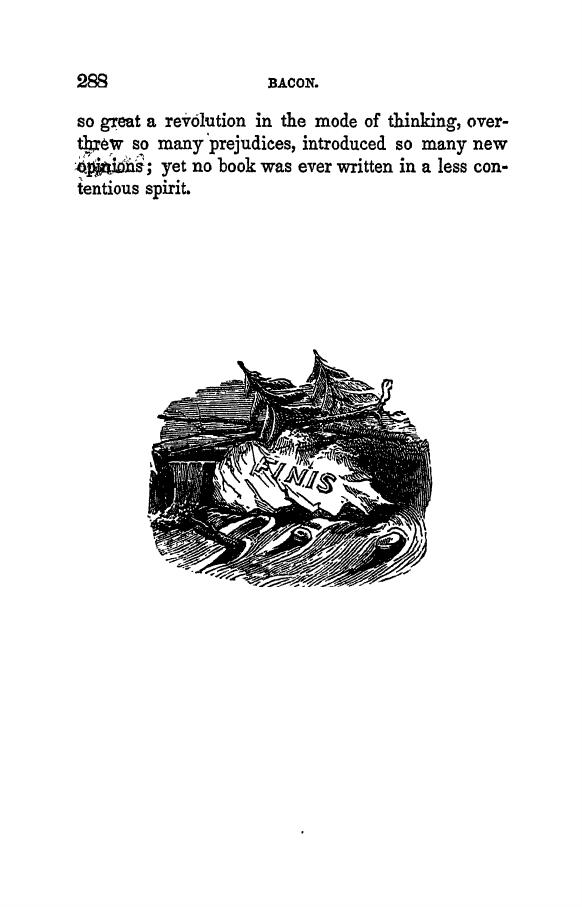 288
BACON.
so great a revolution in the mode of thinking, over-
threw so many prejudices, introduced so many new
opinions; yet no book was ever written in a less con-
tentious spirit.
FINIS